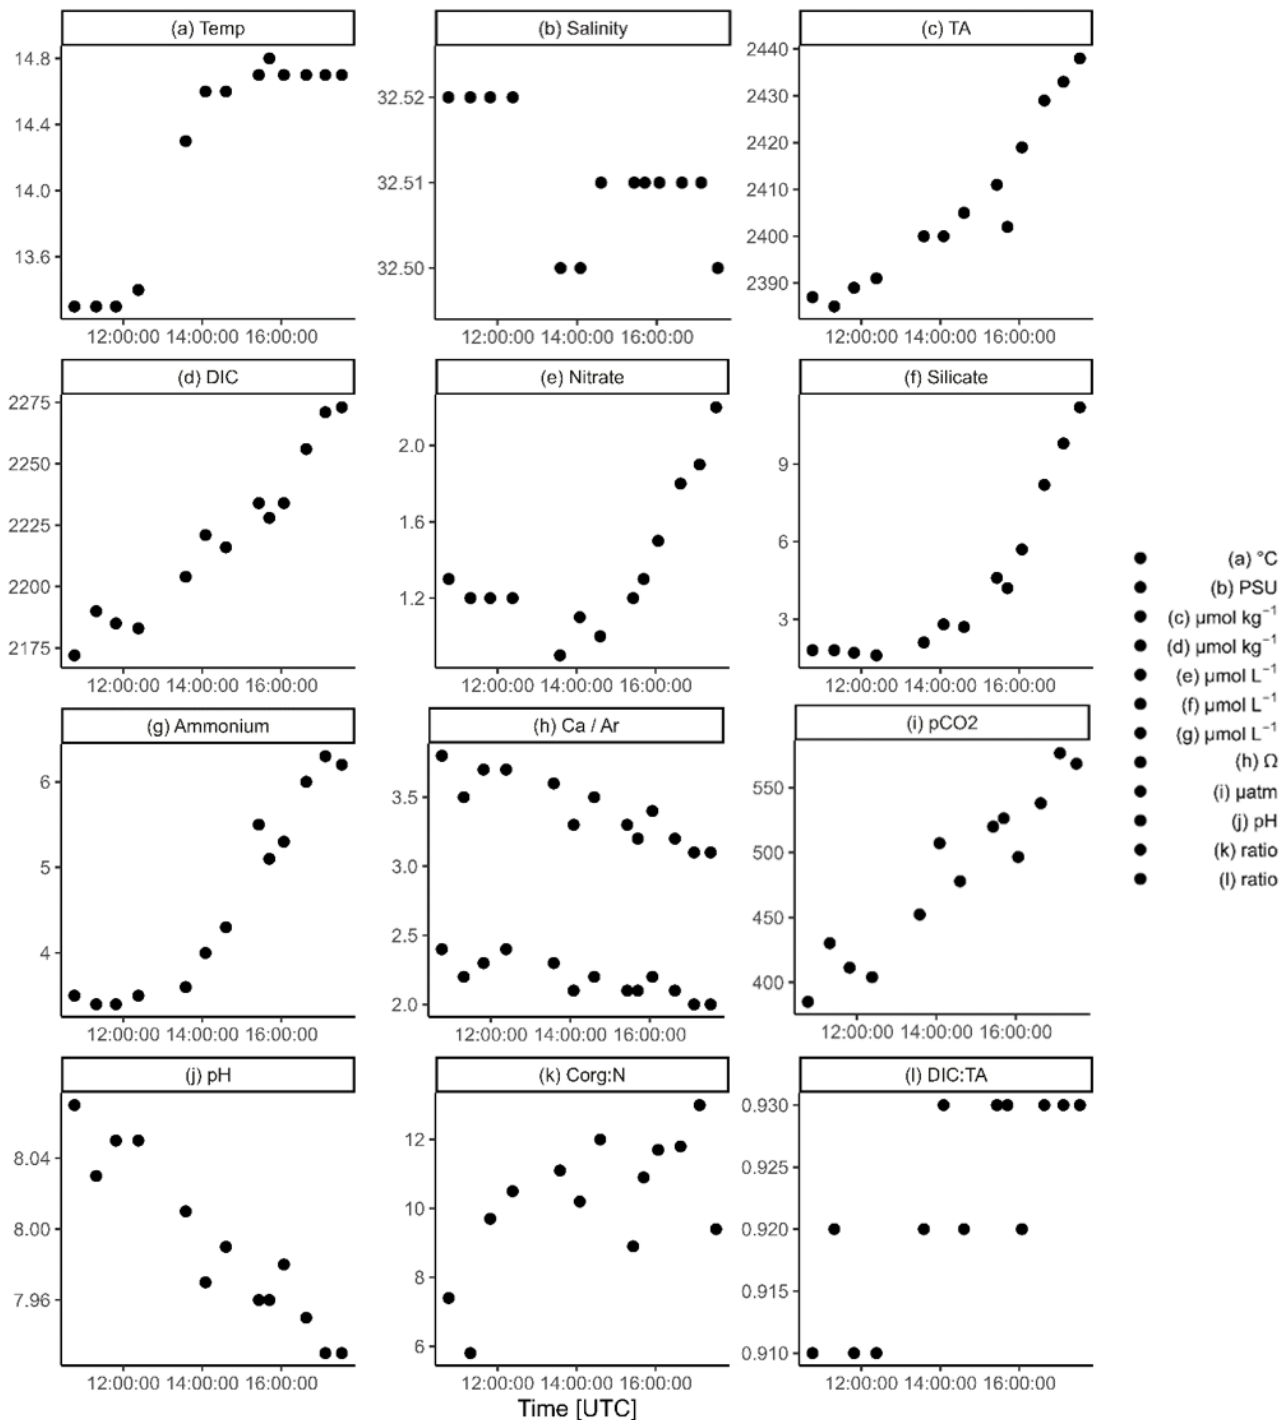 (a) Temp
(b) Salinity
(c) TA
14.8
14.4
14.0
13.6
12:00:00 14:00:00 16:00:00
32.52
32.51
32.50
12:00:00 14:00:00 16:00:00
2440
2430
2420
2410
2400
2390
12:00:00 14:00:00 16:00:00
(d) DIC
(e) Nitrate
(f) Silicate
2275
2250
2225
2200
2175
12:00:00 14:00:00 16:00:00
2.0
1.6
1.2
12:00:00 14:00:00 16:00:00
9
6
3
12:00:00 14:00:00 16:00:00
(g) Ammonium
(h) Ca / Ar
(i) pCO2
6
5
4
12:00:00 14:00:00 16:00:00
3.5
3.0
2.5
2.0
12:00:00 14:00:00 16:00:00
550
500
450
400
12:00:00 14:00:00 16:00:00
(j) pH
(k) Corg:N
(l) DIC:TA
8.04
8.00
7.96
12:00:00 14:00:00 16:00:00
12
10
8
6
12:00:00 14:00:00 16:00:00
0.930
0.925
0.920
0.915
0.910
12:00:00 14:00:00 16:00:00
Time [UTC]
(a) °C
(b) PSU
(c) µmol kg⁻¹
(d) µmol kg⁻¹
(e) µmol L⁻¹
(f) µmol L⁻¹
(g) µmol L⁻¹
(h) Ω
(i) µatm
(j) pH
(k) ratio
(l) ratio